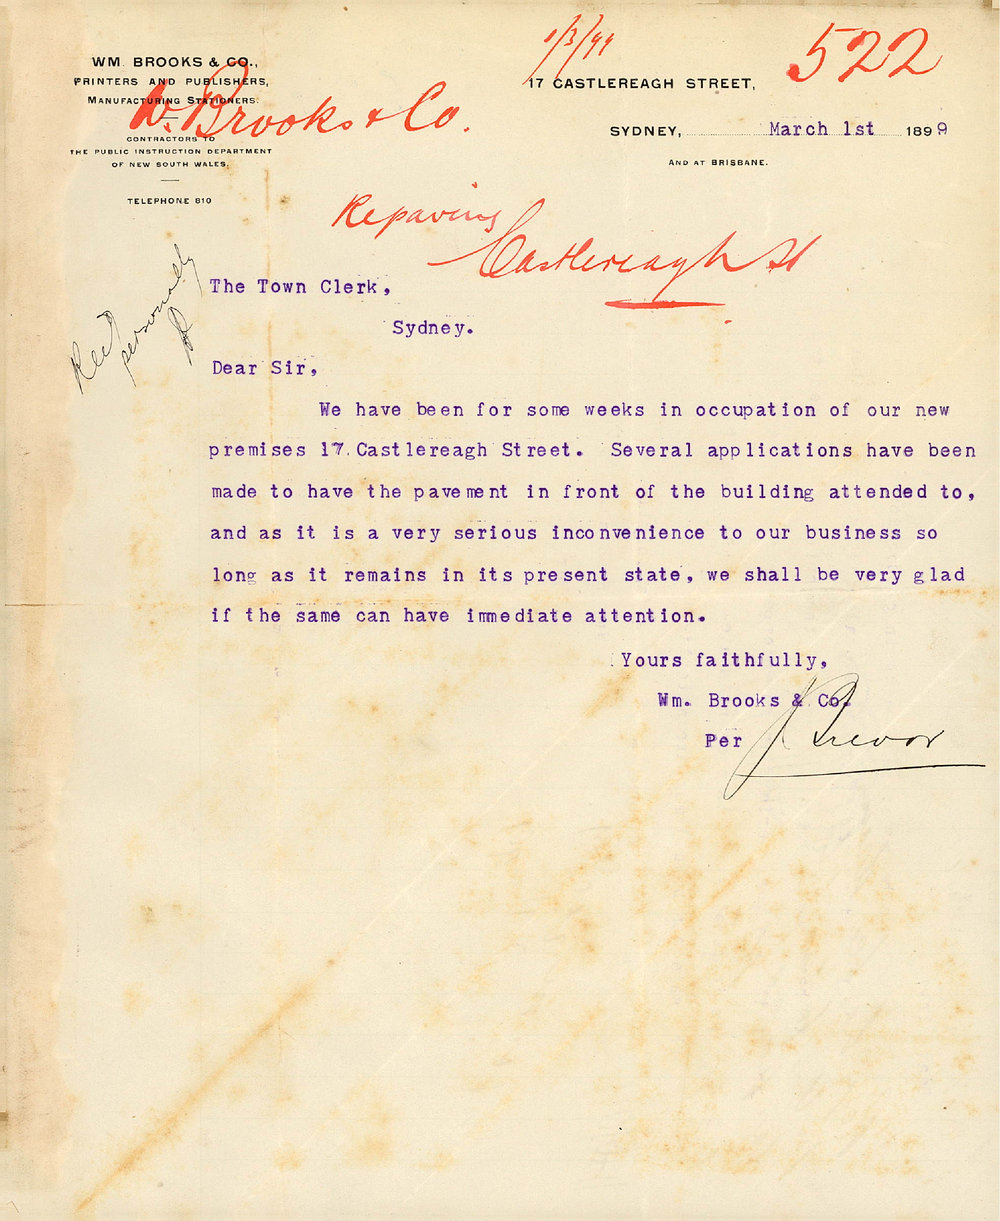 1/3/99
522
WM. BROOKS & CO.,
PRINTERS AND PUBLISHERS,
MANUFACTURING STATIONERS.
W. Brooks & Co.
CONTRACTORS TO
THE PUBLIC INSTRUCTION DEPARTMENT
OF NEW SOUTH WALES.
TELEPHONE 810
17 CASTLEREAGH STREET,
SYDNEY, March 1st 1899
AND AT BRISBANE.
Repaving
Castlereagh St
Recd
personally
The Town Clerk,
Sydney.
Dear Sir,
We have been for some weeks in occupation of our new
premises 17 Castlereagh Street. Several applications have been
made to have the pavement in front of the building attended to,
and as it is a very serious inconvenience to our business so
long as it remains in its present state, we shall be very glad
if the same can have immediate attention.
Yours faithfully,
Wm. Brooks & Co.
Per J Trevor